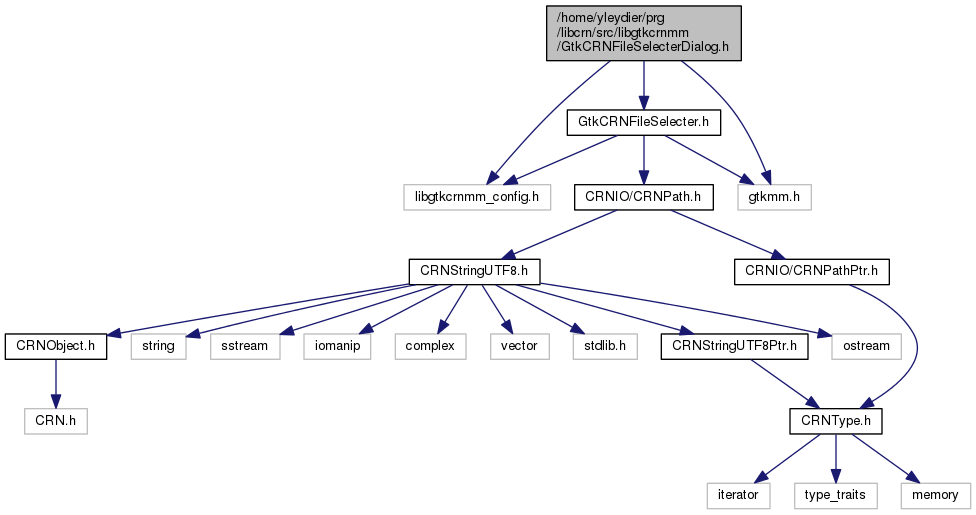 /home/yleydier/prg
/libcrn/src/libgtkcrnmm
/GtkCRNFileSelecterDialog.h
GtkCRNFileSelecter.h
libgtkcrnmm_config.h
CRNIO/CRNPath.h
gtkmm.h
CRNStringUTF8.h
CRNIO/CRNPathPtr.h
CRNObject.h
string
sstream
iomanip
complex
vector
stdlib.h
CRNStringUTF8Ptr.h
ostream
CRN.h
CRNType.h
iterator
type_traits
memory